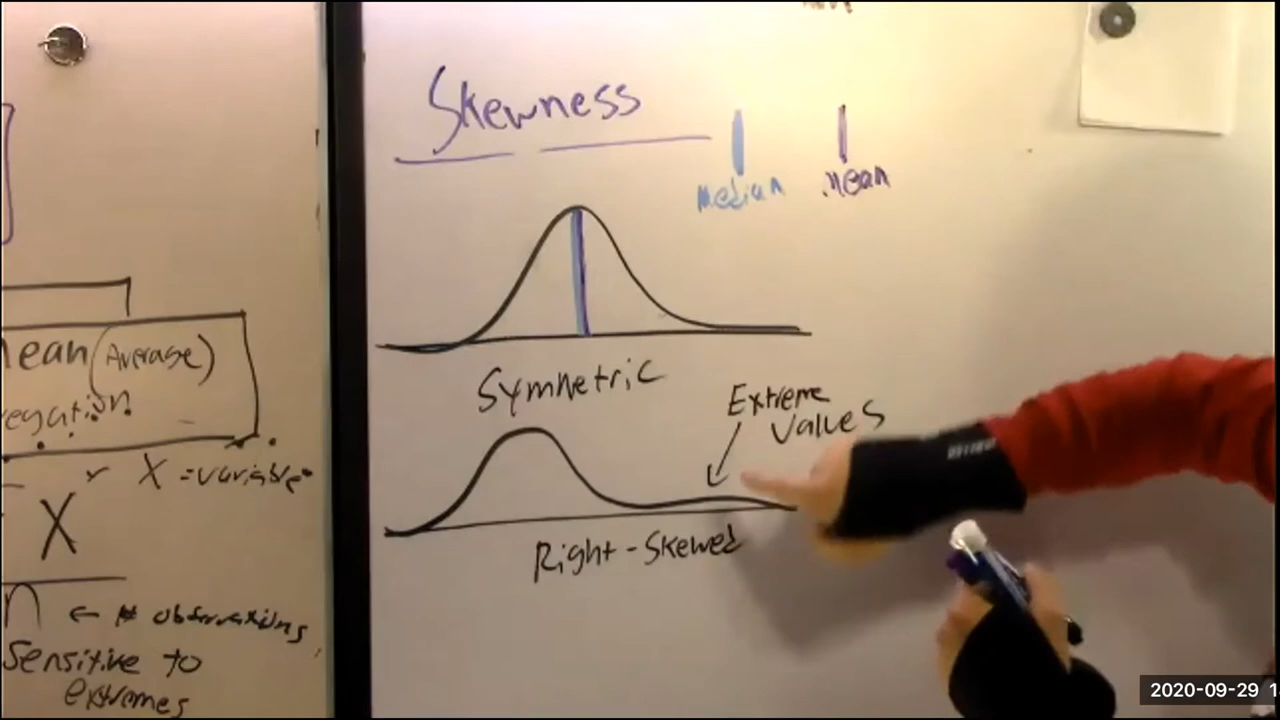 Mean (Average)
X = variable
X
n ← # observations
Sensitive to
extremes
Skewness
median
mean
Symmetric
Extreme
Values
Right-Skewed
2020-09-29